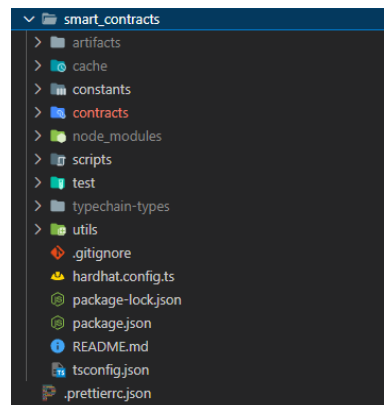 smart_contracts
artifacts
cache
constants
contracts
node_modules
scripts
test
typechain-types
utils
.gitignore
hardhat.config.ts
package-lock.json
package.json
README.md
tsconfig.json
.prettierrc.json